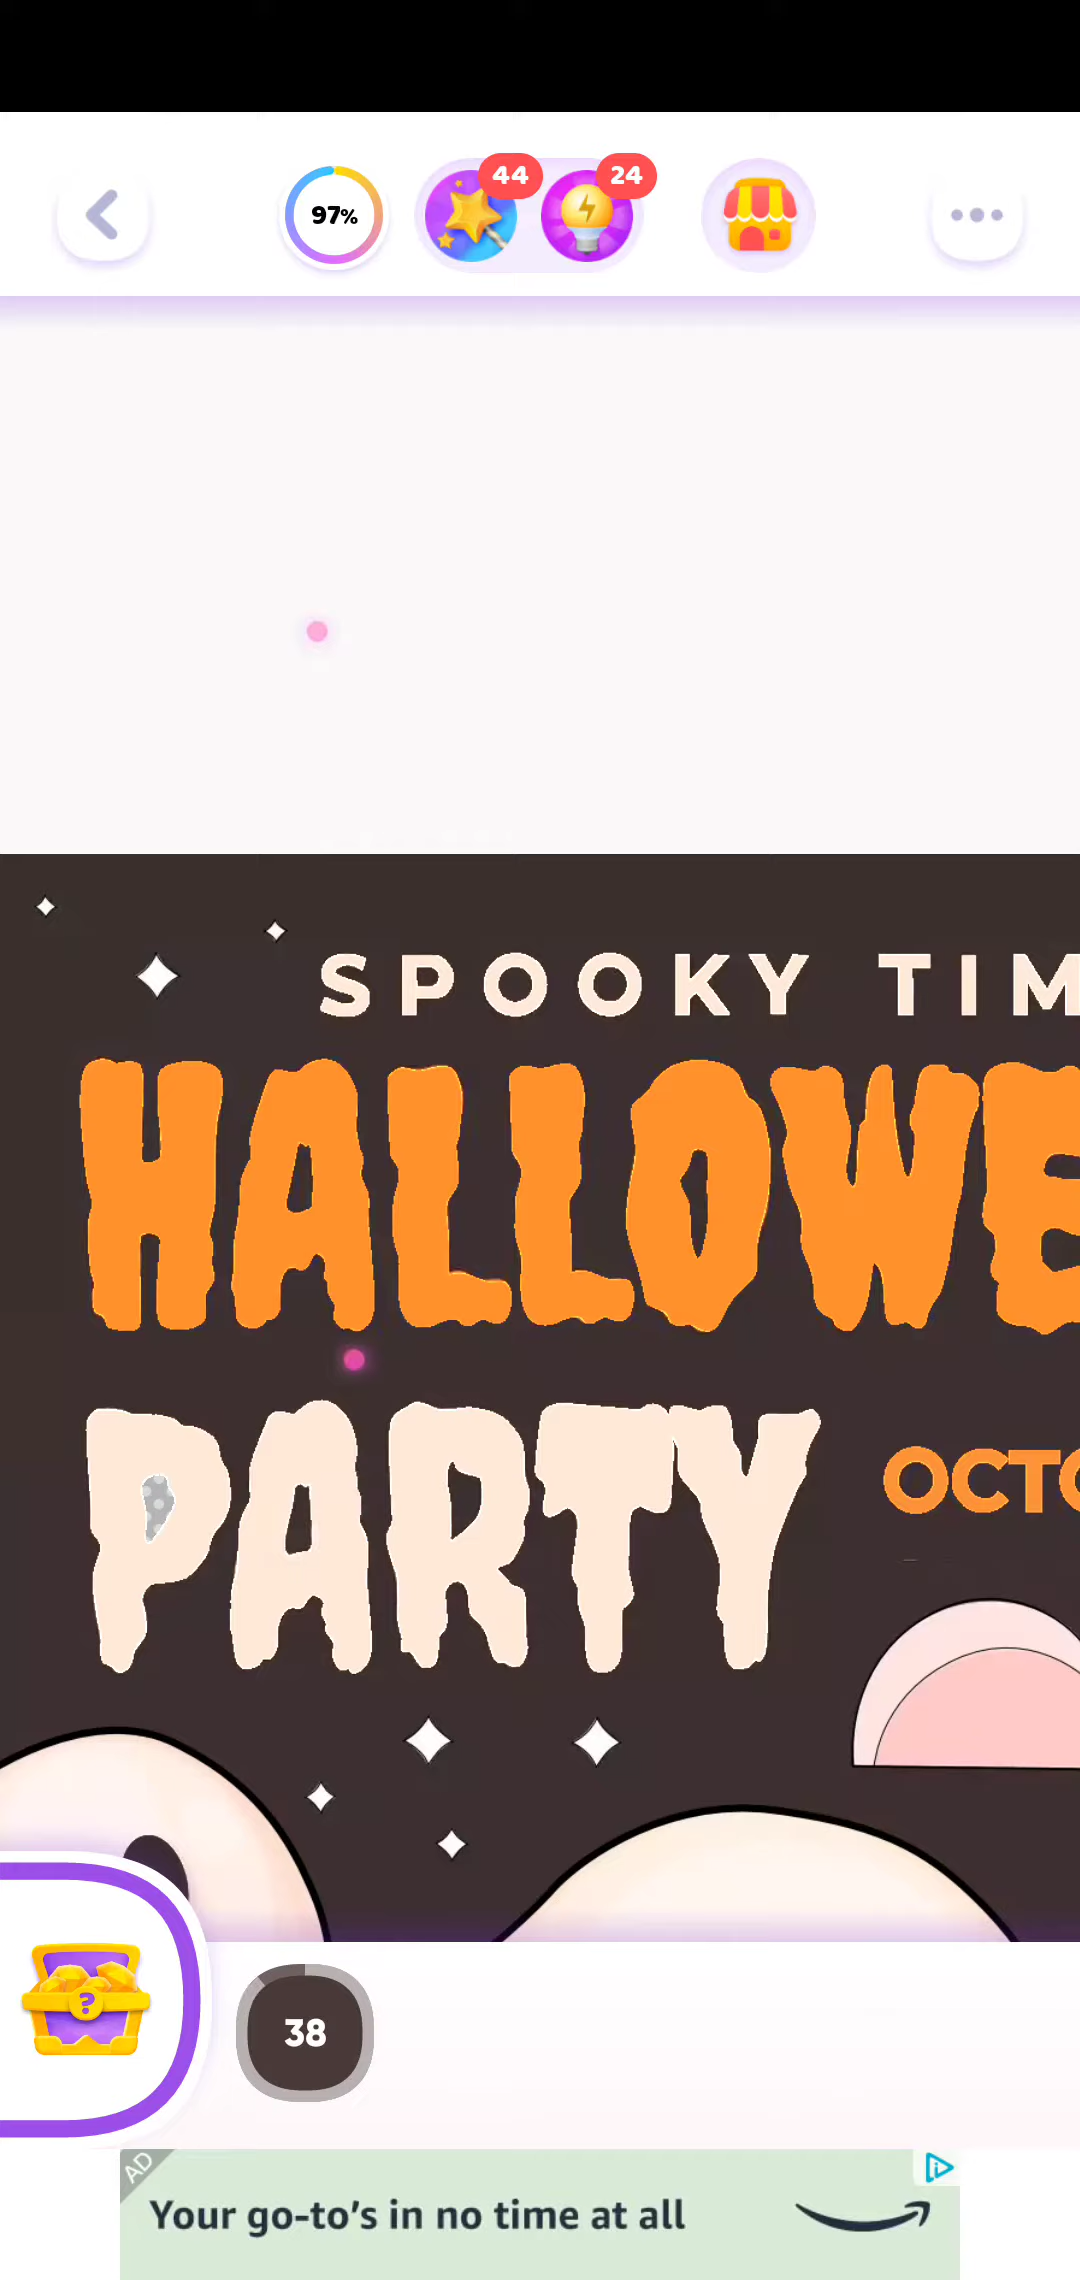 97%
44
24
SPOOKY TIM
HALLOWE
PARTY
OCTO
38
AD
Your go-to's in no time at all